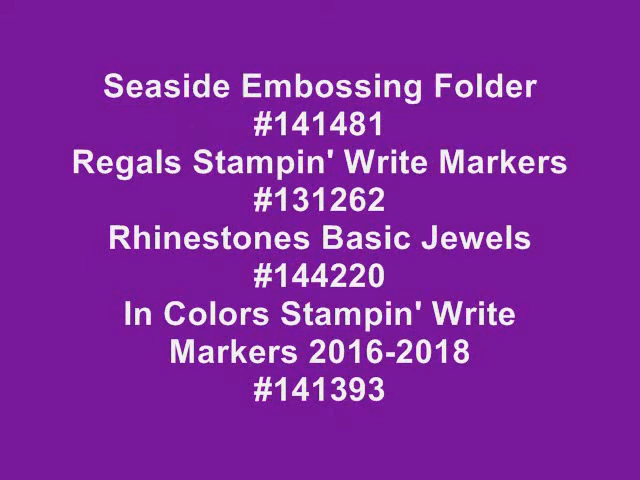 Seaside Embossing Folder
#141481
Regals Stampin' Write Markers
#131262
Rhinestones Basic Jewels
#144220
In Colors Stampin' Write
Markers 2016-2018
#141393